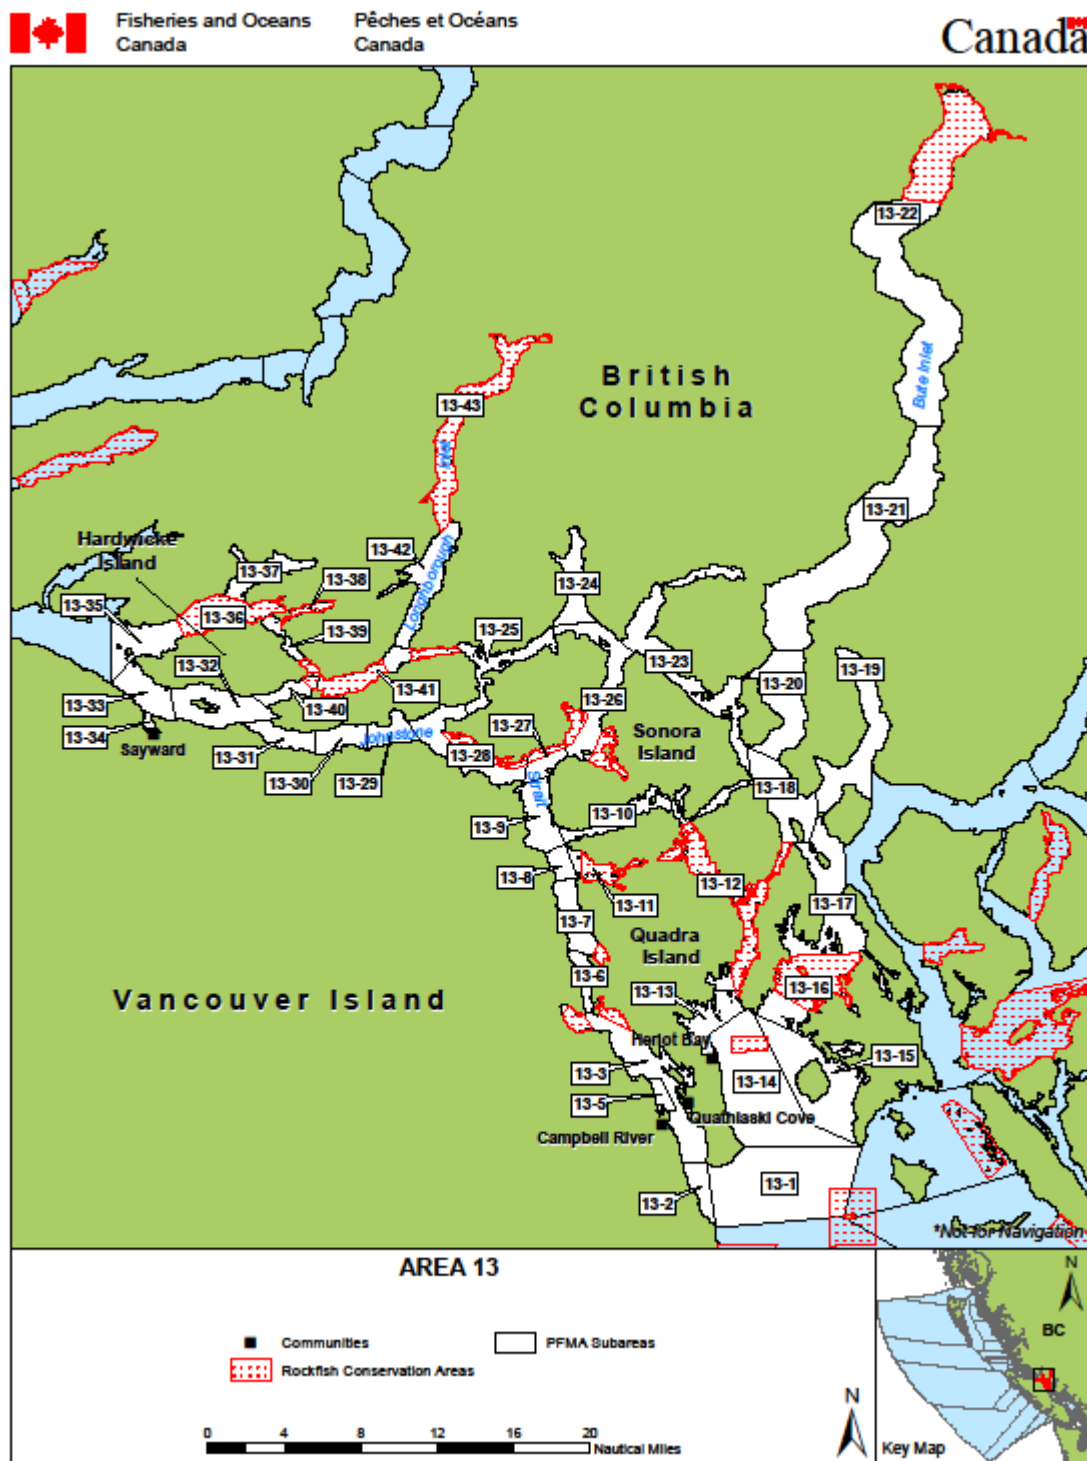 Fisheries and Oceans
Canada
Pêches et Océans
Canada
Canada
13-22
British
Columbia
Bute Inlet
13-43
Inlet
13-21
Hardwicke
Island
13-42
13-37
13-38
13-24
Loughborough
13-35
13-36
13-39
13-25
13-32
13-23
13-19
13-41
13-20
13-33
13-26
13-40
13-27
13-34
Sayward
Johnstone
Sonora
Island
13-31
13-28
13-30
13-29
Strait
13-18
13-10
13-9
13-8
13-12
13-11
13-17
13-7
Quadra
Island
13-6
13-13
13-16
Vancouver Island
Heriot Bay
13-15
13-3
13-14
13-5
Quathiaski Cove
Campbell River
13-1
13-2
*Not for Navigation
AREA 13
Communities
PFMA Subareas
Rockfish Conservation Areas
N
0 4 8 12 16 20
Nautical Miles
N
BC
Key Map